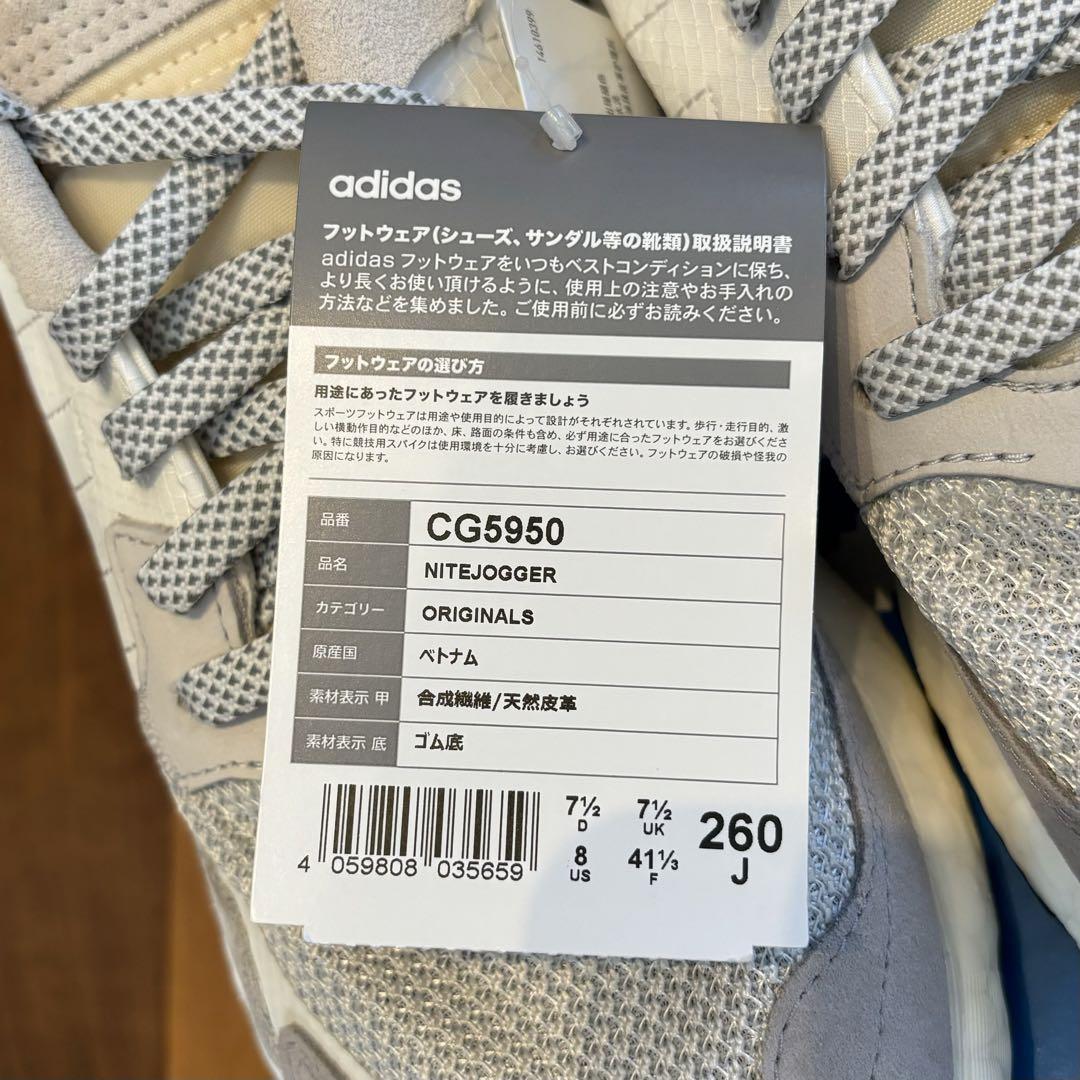 14610399
adidas
フットウェア(シューズ、サンダル等の靴類)取扱説明書
adidas フットウェアをいつもベストコンディションに保ち、
より長くお使い頂けるように、使用上の注意やお手入れの
方法などを集めました。ご使用前に必ずお読みください。
フットウェアの選び方
用途にあったフットウェアを履きましょう
スポーツフットウェアは用途や使用目的によって設計がそれぞれされています。歩行・走行目的、激
しい横動作目的などのほか、床、路面の条件も含め、必ず用途に合ったフットウェアをお選びくださ
い。特に競技用スパイクは使用環境を十分に考慮し、お選びください。フットウェアの破損や怪我の
原因になります。
品番 CG5950
品名 NITEJOGGER
カテゴリー ORIGINALS
原産国 ベトナム
素材表示 甲 合成繊維/天然皮革
素材表示 底 ゴム底
7½ 7½ 260
D UK J
8 41⅓
US F
4 059808 035659